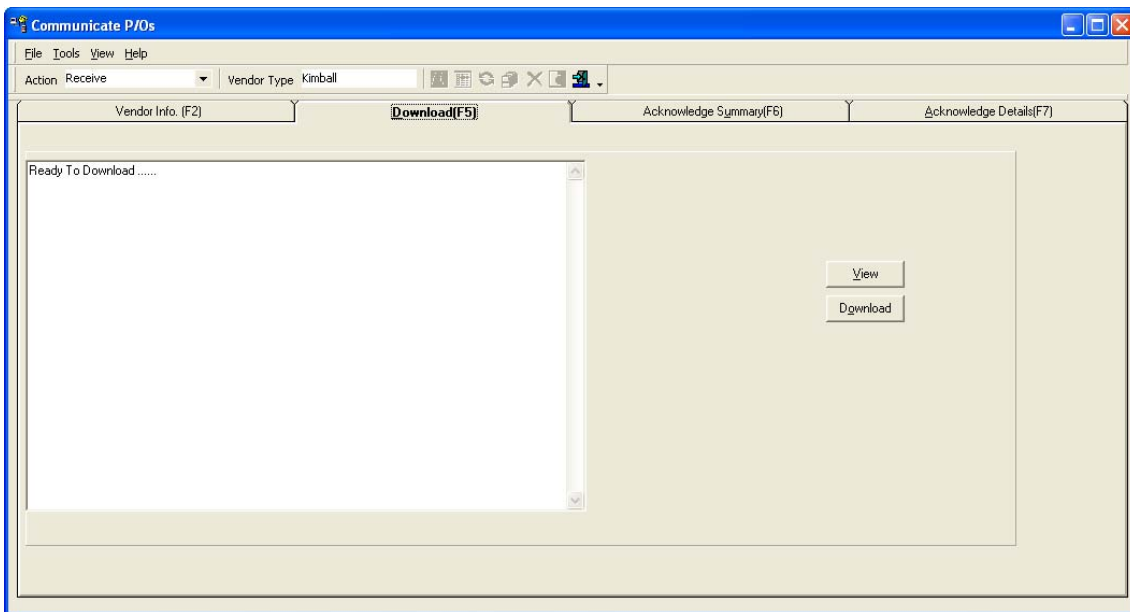 Communicate P/Os
File Tools View Help
Action Receive Vendor Type Kimball
Vendor Info. (F2) Download(F5) Acknowledge Summary(F6) Acknowledge Details(F7)
Ready To Download ......
View
Download